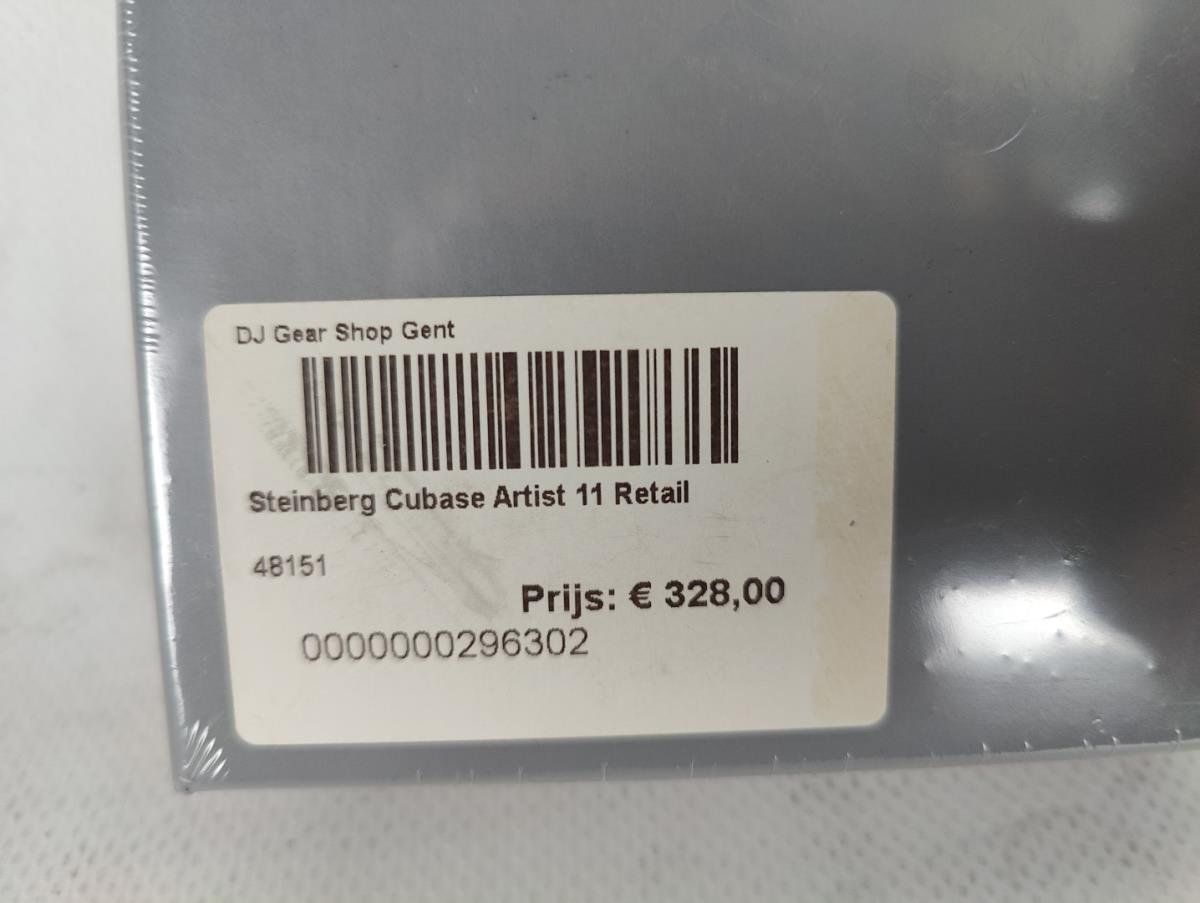 DJ Gear Shop Gent
Steinberg Cubase Artist 11 Retail
48151
Prijs: € 328,00
0000000296302